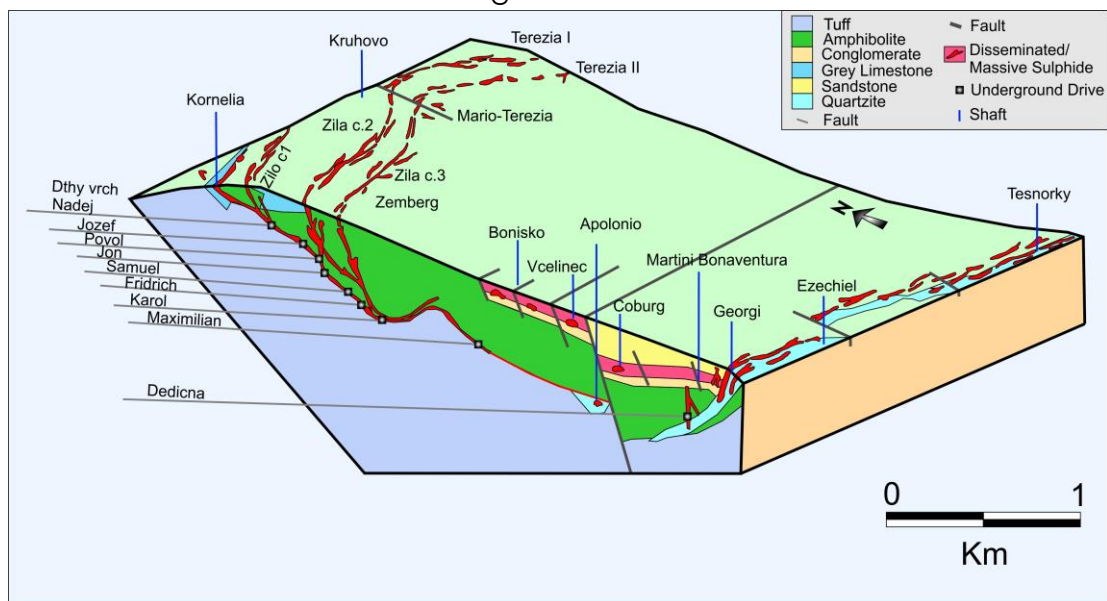 Tuff
Amphibolite
Conglomerate
Grey Limestone
Sandstone
Quartzite
Fault
Fault
Disseminated/
Massive Sulphide
Underground Drive
Shaft
Terezia I
Kruhovo
Terezia II
Kornelia
Mario-Terezia
Zila c.2
Zilo c1
Zila c.3
Zemberg
Dthy vrch
Nadej
Jozef
Povol
Jon
Samuel
Fridrich
Karol
Maximilian
Dedicna
Tesnorky
N
Apolonio
Bonisko
Vcelinec
Martini Bonaventura
Ezechiel
Coburg
Georgi
0 1
Km